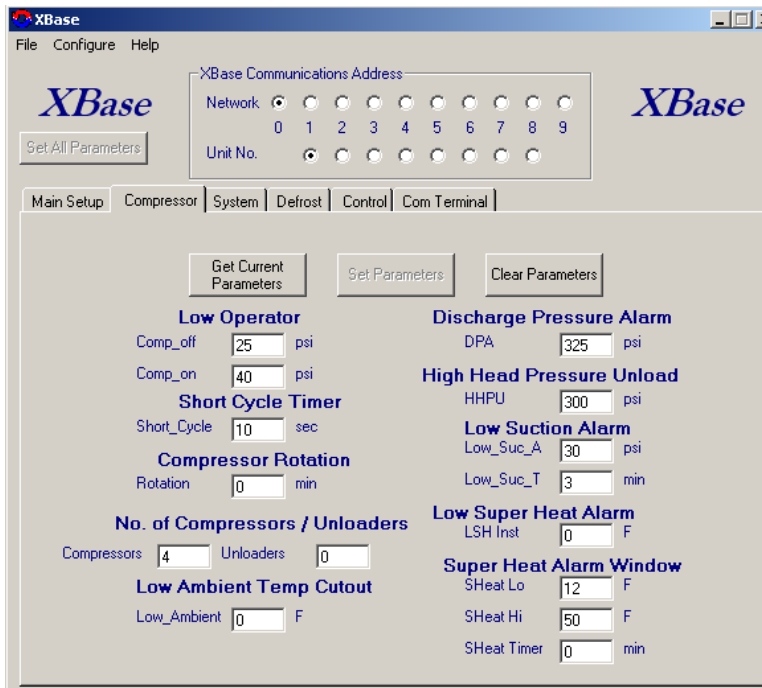 XBase
File Configure Help
XBase Communications Address
XBase
XBase
Network
0 1 2 3 4 5 6 7 8 9
Unit No.
Set All Parameters
Main Setup Compressor System Defrost Control Com Terminal
Get Current
Parameters
Set Parameters
Clear Parameters
Low Operator
Comp_off 25 psi
Comp_on 40 psi
Short Cycle Timer
Short_Cycle 10 sec
Compressor Rotation
Rotation 0 min
No. of Compressors / Unloaders
Compressors 4 Unloaders 0
Low Ambient Temp Cutout
Low_Ambient 0 F
Discharge Pressure Alarm
DPA 325 psi
High Head Pressure Unload
HHPU 300 psi
Low Suction Alarm
Low_Suc_A 30 psi
Low_Suc_T 3 min
Low Super Heat Alarm
LSH Inst 0 F
Super Heat Alarm Window
SHeat Lo 12 F
SHeat Hi 50 F
SHeat Timer 0 min